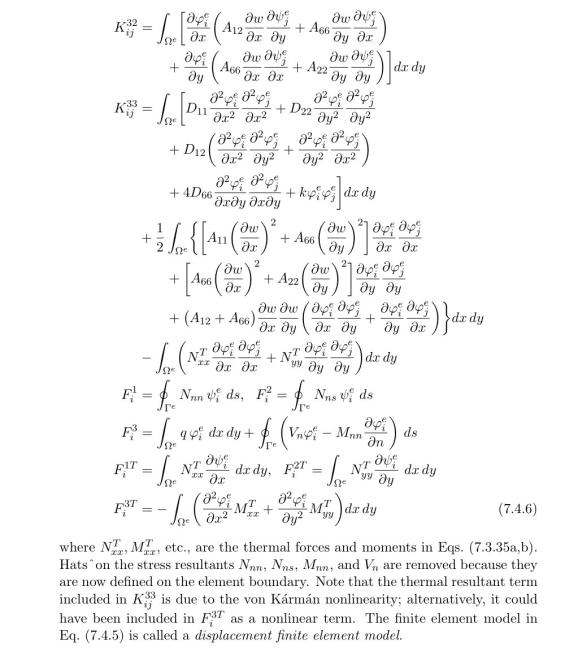 K_{ij}^{32} = \int_{\Omega^e} \left[ \frac{\partial \varphi_i^e}{\partial x} \left( A_{12} \frac{\partial w}{\partial x} \frac{\partial \psi_j^e}{\partial y} + A_{66} \frac{\partial w}{\partial y} \frac{\partial \psi_j^e}{\partial x} \right) \right.
\left. + \frac{\partial \varphi_i^e}{\partial y} \left( A_{66} \frac{\partial w}{\partial x} \frac{\partial \psi_j^e}{\partial x} + A_{22} \frac{\partial w}{\partial y} \frac{\partial \psi_j^e}{\partial y} \right) \right] dx\,dy
K_{ij}^{33} = \int_{\Omega^e} \left[ D_{11} \frac{\partial^2 \varphi_i^e}{\partial x^2} \frac{\partial^2 \varphi_j^e}{\partial x^2} + D_{22} \frac{\partial^2 \varphi_i^e}{\partial y^2} \frac{\partial^2 \varphi_j^e}{\partial y^2} \right.
+ D_{12} \left( \frac{\partial^2 \varphi_i^e}{\partial x^2} \frac{\partial^2 \varphi_j^e}{\partial y^2} + \frac{\partial^2 \varphi_i^e}{\partial y^2} \frac{\partial^2 \varphi_j^e}{\partial x^2} \right)
\left. + 4D_{66} \frac{\partial^2 \varphi_i^e}{\partial x \partial y} \frac{\partial^2 \varphi_j^e}{\partial x \partial y} + k \varphi_i^e \varphi_j^e \right] dx\,dy
+ \frac{1}{2} \int_{\Omega^e} \left\{ \left[ A_{11} \left( \frac{\partial w}{\partial x} \right)^2 + A_{66} \left( \frac{\partial w}{\partial y} \right)^2 \right] \frac{\partial \varphi_i^e}{\partial x} \frac{\partial \varphi_j^e}{\partial x} \right.
+ \left[ A_{66} \left( \frac{\partial w}{\partial x} \right)^2 + A_{22} \left( \frac{\partial w}{\partial y} \right)^2 \right] \frac{\partial \varphi_i^e}{\partial y} \frac{\partial \varphi_j^e}{\partial y}
\left. + (A_{12} + A_{66}) \frac{\partial w}{\partial x} \frac{\partial w}{\partial y} \left( \frac{\partial \varphi_i^e}{\partial x} \frac{\partial \varphi_j^e}{\partial y} + \frac{\partial \varphi_i^e}{\partial y} \frac{\partial \varphi_j^e}{\partial x} \right) \right\} dx\,dy
- \int_{\Omega^e} \left( N_{xx}^T \frac{\partial \varphi_i^e}{\partial x} \frac{\partial \varphi_j^e}{\partial x} + N_{yy}^T \frac{\partial \varphi_i^e}{\partial y} \frac{\partial \varphi_j^e}{\partial y} \right) dx\,dy
F_i^1 = \oint_{\Gamma^e} N_{nn} \psi_i^e \, ds, \quad F_i^2 = \oint_{\Gamma^e} N_{ns} \psi_i^e \, ds
F_i^3 = \int_{\Omega^e} q \varphi_i^e \, dx\,dy + \oint_{\Gamma^e} \left( V_n \varphi_i^e - M_{nn} \frac{\partial \varphi_i^e}{\partial n} \right) ds
F_i^{1T} = \int_{\Omega^e} N_{xx}^T \frac{\partial \psi_i^e}{\partial x} \, dx\,dy, \quad F_i^{2T} = \int_{\Omega^e} N_{yy}^T \frac{\partial \psi_i^e}{\partial y} \, dx\,dy
F_i^{3T} = - \int_{\Omega^e} \left( \frac{\partial^2 \varphi_i^e}{\partial x^2} M_{xx}^T + \frac{\partial^2 \varphi_i^e}{\partial y^2} M_{yy}^T \right) dx\,dy (7.4.6)
where N_{xx}^T, M_{xx}^T, etc., are the thermal forces and moments in Eqs. (7.3.35a,b).
Hats ˆ on the stress resultants N_{nn}, N_{ns}, M_{nn}, and V_n are removed because they
are now defined on the element boundary. Note that the thermal resultant term
included in K_{ij}^{33} is due to the von Kármán nonlinearity; alternatively, it could
have been included in F_i^{3T} as a nonlinear term. The finite element model in
Eq. (7.4.5) is called a displacement finite element model.